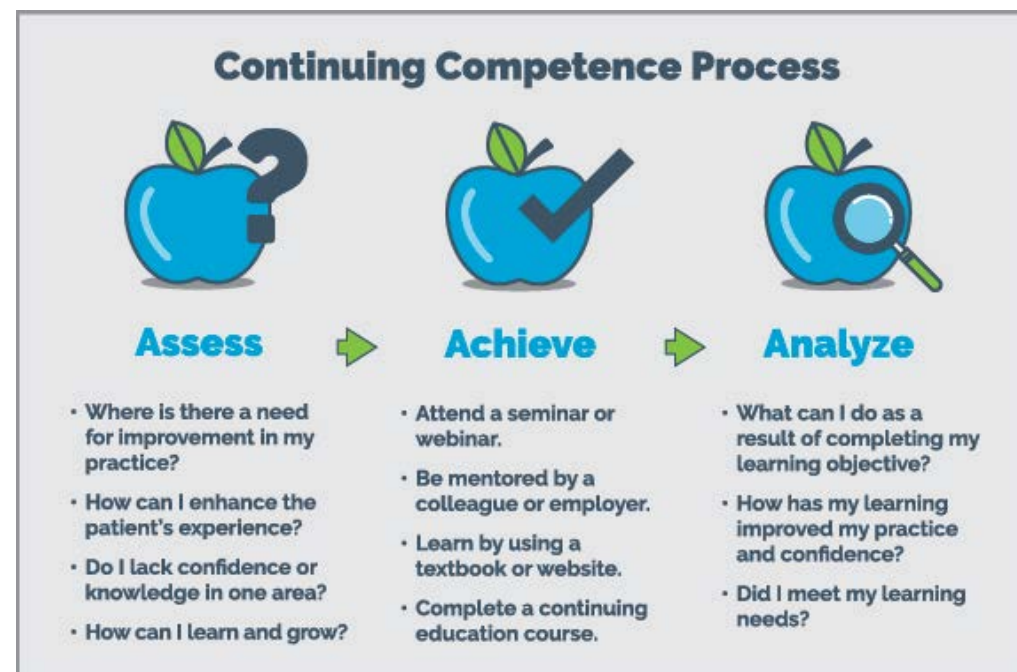 Continuing Competence Process
Assess
• Where is there a need
for improvement in my
practice?
• How can I enhance the
patient's experience?
• Do I lack confidence or
knowledge in one area?
• How can I learn and grow?
Achieve
• Attend a seminar or
webinar.
• Be mentored by a
colleague or employer.
• Learn by using a
textbook or website.
• Complete a continuing
education course.
Analyze
• What can I do as a
result of completing my
learning objective?
• How has my learning
improved my practice
and confidence?
• Did I meet my learning
needs?